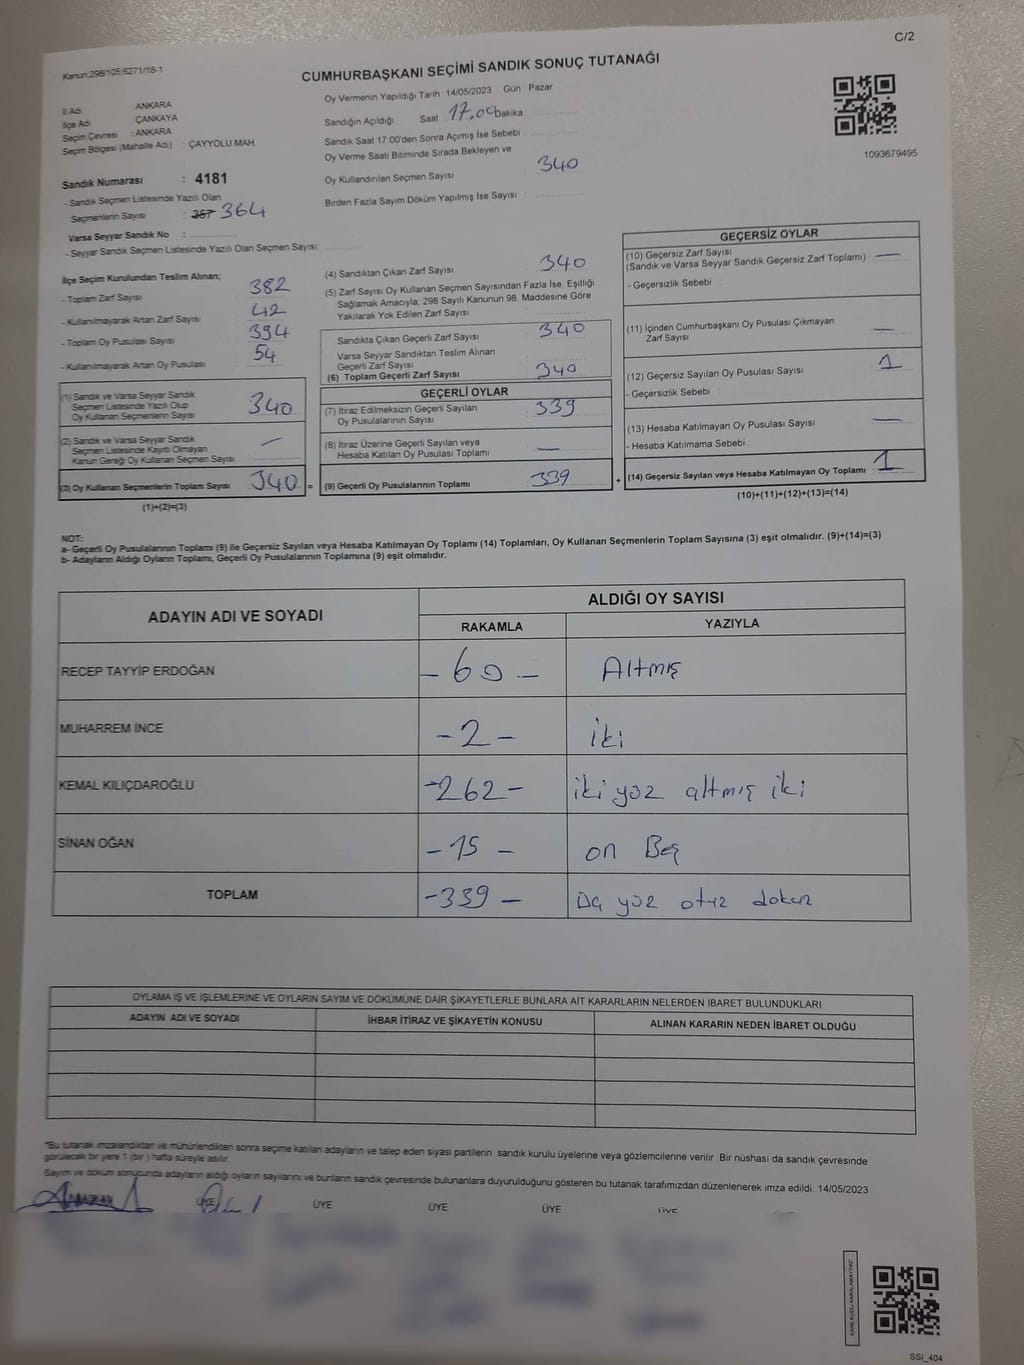 C/2
Kanun:298/105;6271/18-1
CUMHURBAŞKANI SEÇİMİ SANDIK SONUÇ TUTANAĞI
İl Adı : ANKARA
İlçe Adı : ÇANKAYA
Seçim Çevresi : ANKARA
Seçim Bölgesi (Mahalle Adı) : ÇAYYOLU MAH.
Sandık Numarası : 4181
- Sandık Seçmen Listesinde Yazılı Olan
Seçmenlerin Sayısı : 357 364
Varsa Seyyar Sandık No :
- Seyyar Sandık Seçmen Listesinde Yazılı Olan Seçmen Sayısı:
Oy Vermenin Yapıldığı Tarih 14/05/2023 Gün Pazar
Sandığın Açıldığı Saat 17,00 Dakika
Sandık Saat 17:00'den Sonra Açımış İse Sebebi :
Oy Verme Saati Bitiminde Sırada Bekleyen ve
Oy Kullandırılan Seçmen Sayısı : 340
Birden Fazla Sayım Döküm Yapılmış İse Sayısı :
1093679495
İlçe Seçim Kurulundan Teslim Alınan;
- Toplam Zarf Sayısı : 382
- Kullanılmayarak Artan Zarf Sayısı : 42
- Toplam Oy Pusulası Sayısı : 394
- Kullanılmayarak Artan Oy Pusulası : 54
(1) Sandık ve Varsa Seyyar Sandık
Seçmen Listesinde Yazılı Olup
Oy Kullanan Seçmenlerin Sayısı 340
(2) Sandık ve Varsa Seyyar Sandık
Seçmen Listesinde Kaydı Olmayan
Kanun Gereği Oy Kullanan Seçmen Sayısı —
(3) Oy Kullanan Seçmenlerin Toplam Sayısı 340 =
(1)+(2)=(3)
(4) Sandıktan Çıkan Zarf Sayısı : 340
(5) Zarf Sayısı Oy Kullanan Seçmen Sayısından Fazla İse, Eşitliği
Sağlamak Amacıyla, 298 Sayılı Kanunun 98. Maddesine Göre
Yakılarak Yok Edilen Zarf Sayısı :
Sandıkta Çıkan Geçerli Zarf Sayısı : 340
Varsa Seyyar Sandıktan Teslim Alınan
Geçerli Zarf Sayısı :
(6) Toplam Geçerli Zarf Sayısı : 340
GEÇERLİ OYLAR
(7) İtiraz Edilmeksizin Geçerli Sayılan
Oy Pusulalarının Sayısı : 339
(8) İtiraz Üzerine Geçerli Sayılan veya
Hesaba Katılan Oy Pusulası Toplamı : —
(9) Geçerli Oy Pusulalarının Toplamı : 339 +
GEÇERSİZ OYLAR
(10) Geçersiz Zarf Sayısı
(Sandık ve Varsa Seyyar Sandık Geçersiz Zarf Toplamı) : —
- Geçersizlik Sebebi :
(11) İçinden Cumhurbaşkanı Oy Pusulası Çıkmayan
Zarf Sayısı : —
(12) Geçersiz Sayılan Oy Pusulası Sayısı : 1
- Geçersizlik Sebebi :
(13) Hesaba Katılmayan Oy Pusulası Sayısı : —
- Hesaba Katılmama Sebebi :
(14) Geçersiz Sayılan veya Hesaba Katılmayan Oy Toplamı : 1
(10)+(11)+(12)+(13)=(14)
NOT:
a- Geçerli Oy Pusulalarının Toplamı (9) ile Geçersiz Sayılan veya Hesaba Katılmayan Oy Toplamı (14) Toplamları, Oy Kullanan Seçmenlerin Toplam Sayısına (3) eşit olmalıdır. (9)+(14)=(3)
b- Adayların Aldığı Oyların Toplamı, Geçerli Oy Pusulalarının Toplamına (9) eşit olmalıdır.
ADAYIN ADI VE SOYADI ALDIĞI OY SAYISI
RAKAMLA YAZIYLA
RECEP TAYYİP ERDOĞAN - 60 - Altmış
MUHARREM İNCE - 2 - iki
KEMAL KILIÇDAROĞLU -262- iki yüz altmış iki
SİNAN OĞAN - 15 - on Beş
TOPLAM -339 - Üç yüz otuz dokuz
OYLAMA İŞ VE İŞLEMLERİNE VE OYLARIN SAYIM VE DÖKÜMÜNE DAİR ŞİKAYETLERLE BUNLARA AİT KARARLARIN NELERDEN İBARET BULUNDUKLARI
ADAYIN ADI VE SOYADI İHBAR İTİRAZ VE ŞİKAYETİN KONUSU ALINAN KARARIN NEDEN İBARET OLDUĞU
"Bu tutanak imzalandıktan ve mühürlendikten sonra seçime katılan adayların ve talep eden siyasi partilerin sandık kurulu üyelerine veya gözlemcilerine verilir. Bir nüshası da sandık çevresinde
görülecek bir yere 1 (bir ) hafta süreyle asılır.
Sayım ve döküm sonucunda adayların aldığı oyların sayılarını ve bunların sandık çevresinde bulunanlara duyurulduğunu gösteren bu tutanak tarafımızdan düzenlenerek imza edildi. 14/05/2023
BAŞKAN ÜYE ÜYE ÜYE ÜYE ÜYE
KARE KODU KARALAMAYINIZ
SSI_404